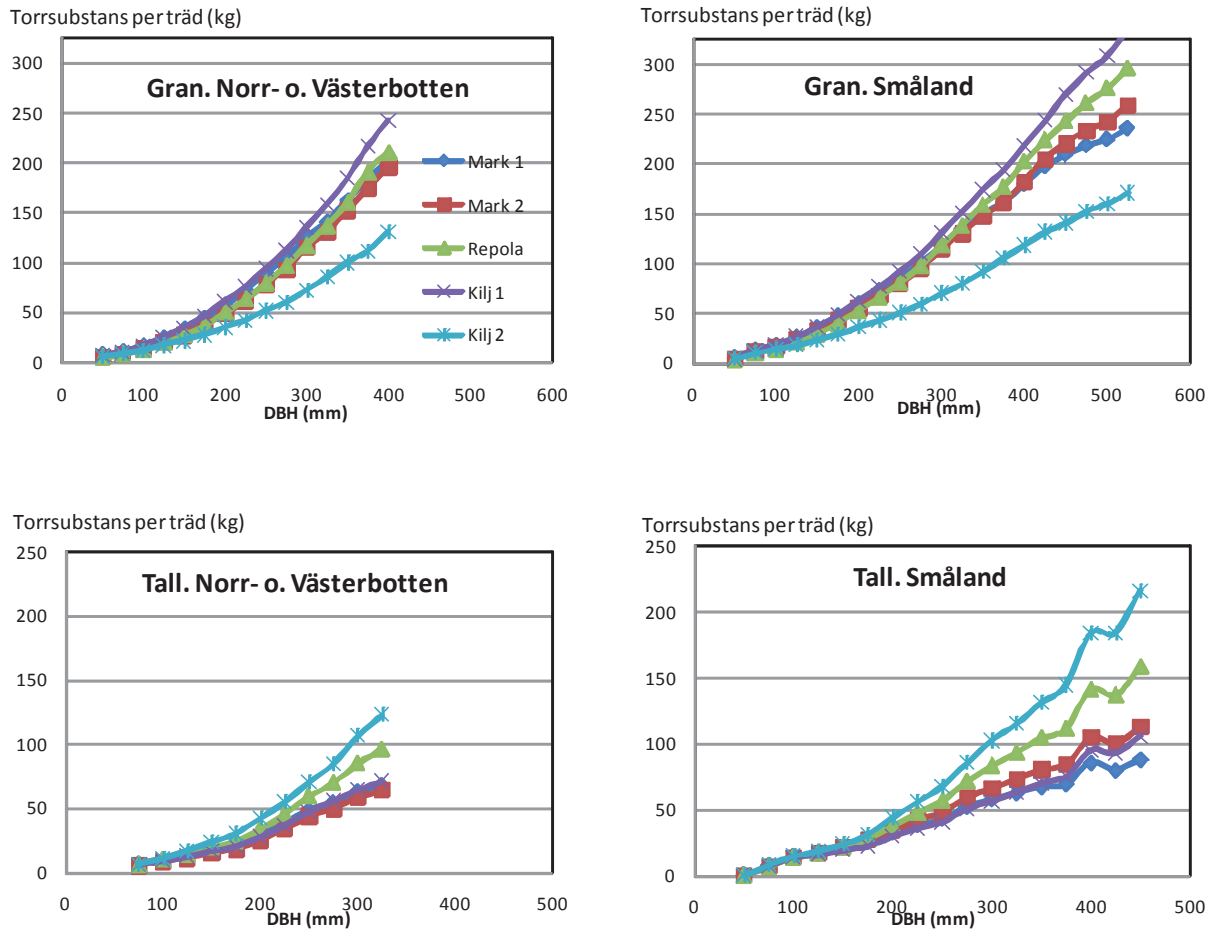 Torrsubstans per träd (kg)
Gran. Norr- o. Västerbotten
300
250
200
150
100
50
0
0 100 200 300 400 500 600
DBH (mm)
Mark 1
Mark 2
Repola
Kilj 1
Kilj 2
Torrsubstans per träd (kg)
Gran. Småland
300
250
200
150
100
50
0
0 100 200 300 400 500 600
DBH (mm)
Torrsubstans per träd (kg)
Tall. Norr- o. Västerbotten
250
200
150
100
50
0
0 100 200 300 400 500
DBH (mm)
Torrsubstans per träd (kg)
Tall. Småland
250
200
150
100
50
0
0 100 200 300 400 500
DBH (mm)